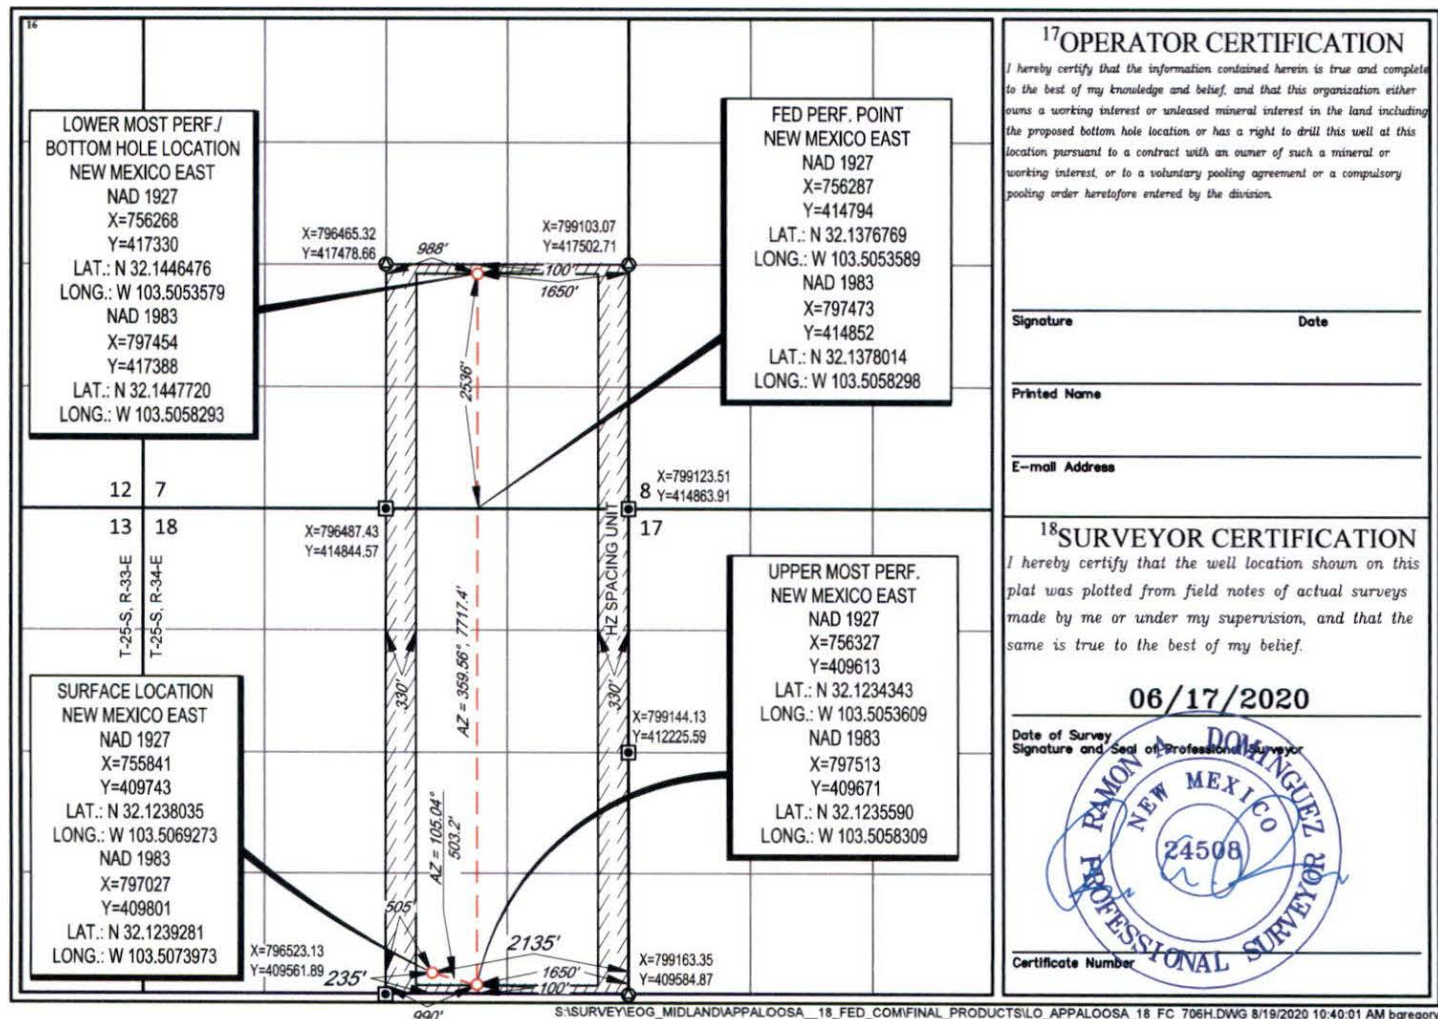 16
LOWER MOST PERF./
BOTTOM HOLE LOCATION
NEW MEXICO EAST
NAD 1927
X=756268
Y=417330
LAT.: N 32.1446476
LONG.: W 103.5053579
NAD 1983
X=797454
Y=417388
LAT.: N 32.1447720
LONG.: W 103.5058293
X=796465.32
Y=417478.66
988'
X=799103.07
Y=417502.71
100'
1650'
2536'
FED PERF. POINT
NEW MEXICO EAST
NAD 1927
X=756287
Y=414794
LAT.: N 32.1376769
LONG.: W 103.5053589
NAD 1983
X=797473
Y=414852
LAT.: N 32.1378014
LONG.: W 103.5058298
12 7
13 18
T-25-S, R-33-E
T-25-S, R-34-E
X=796487.43
Y=414844.57
8
17
X=799123.51
Y=414863.91
HZ SPACING UNIT
AZ = 359.56°, 7717.4'
330'
330'
X=799144.13
Y=412225.59
UPPER MOST PERF.
NEW MEXICO EAST
NAD 1927
X=756327
Y=409613
LAT.: N 32.1234343
LONG.: W 103.5053609
NAD 1983
X=797513
Y=409671
LAT.: N 32.1235590
LONG.: W 103.5058309
SURFACE LOCATION
NEW MEXICO EAST
NAD 1927
X=755841
Y=409743
LAT.: N 32.1238035
LONG.: W 103.5069273
NAD 1983
X=797027
Y=409801
LAT.: N 32.1239281
LONG.: W 103.5073973
AZ = 105.04°
503.2'
505'
X=796523.13
Y=409561.89
235'
990'
2135'
1650'
100'
X=799163.35
Y=409584.87
17OPERATOR CERTIFICATION
I hereby certify that the information contained herein is true and complete
to the best of my knowledge and belief, and that this organization either
owns a working interest or unleased mineral interest in the land including
the proposed bottom hole location or has a right to drill this well at this
location pursuant to a contract with an owner of such a mineral or
working interest, or to a voluntary pooling agreement or a compulsory
pooling order heretofore entered by the division.
Signature Date
Printed Name
E-mail Address
18SURVEYOR CERTIFICATION
I hereby certify that the well location shown on this
plat was plotted from field notes of actual surveys
made by me or under my supervision, and that the
same is true to the best of my belief.
06/17/2020
Date of Survey
Signature and Seal of Professional Surveyor
RAMON A. DOMINGUEZ
NEW MEXICO
24508
PROFESSIONAL SURVEYOR
Certificate Number
S:\SURVEY\EOG_MIDLAND\APPALOOSA__18_FED_COM\FINAL_PRODUCTS\LO_APPALOOSA_18_FC_706H.DWG 8/19/2020 10:40:01 AM bgregory